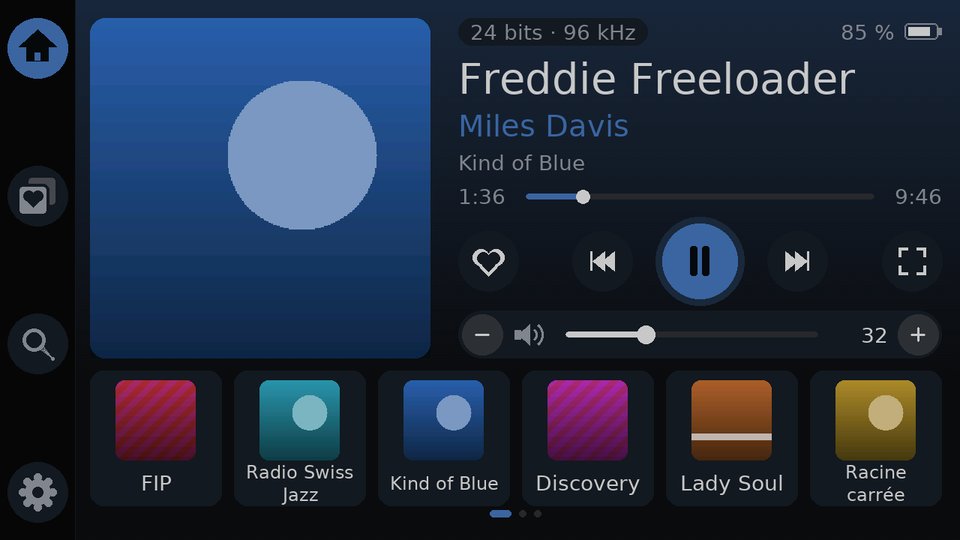 24 bits · 96 kHz
85 %
Freddie Freeloader
Miles Davis
Kind of Blue
1:36
9:46
32
FIP
Radio Swiss
Jazz
Kind of Blue
Discovery
Lady Soul
Racine
carrée